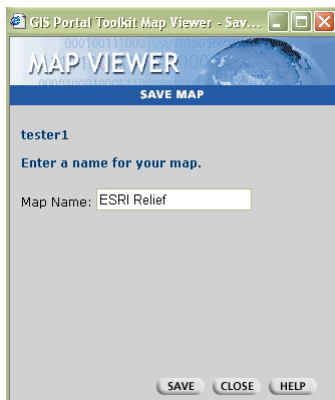 GIS Portal Toolkit Map Viewer - Sav...
MAP VIEWER
SAVE MAP
tester1
Enter a name for your map.
Map Name: ESRI Relief
SAVE CLOSE HELP